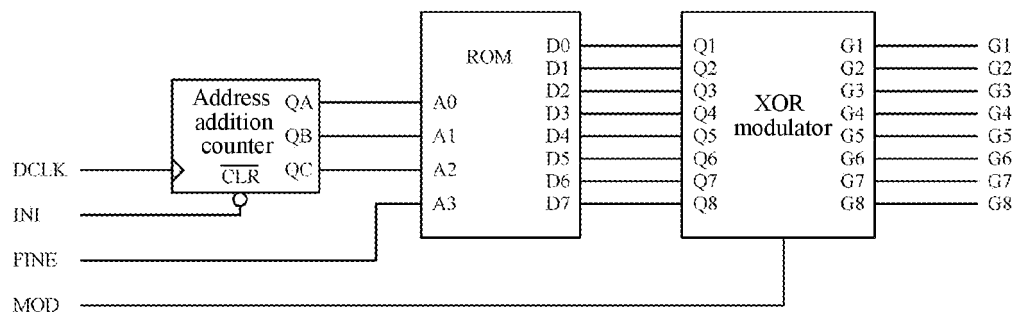 DCLK
INI
FINE
MOD
Address
addition
counter
CLR
QA
QB
QC
ROM
A0
A1
A2
A3
D0
D1
D2
D3
D4
D5
D6
D7
XOR
modulator
Q1
Q2
Q3
Q4
Q5
Q6
Q7
Q8
G1
G2
G3
G4
G5
G6
G7
G8
G1
G2
G3
G4
G5
G6
G7
G8